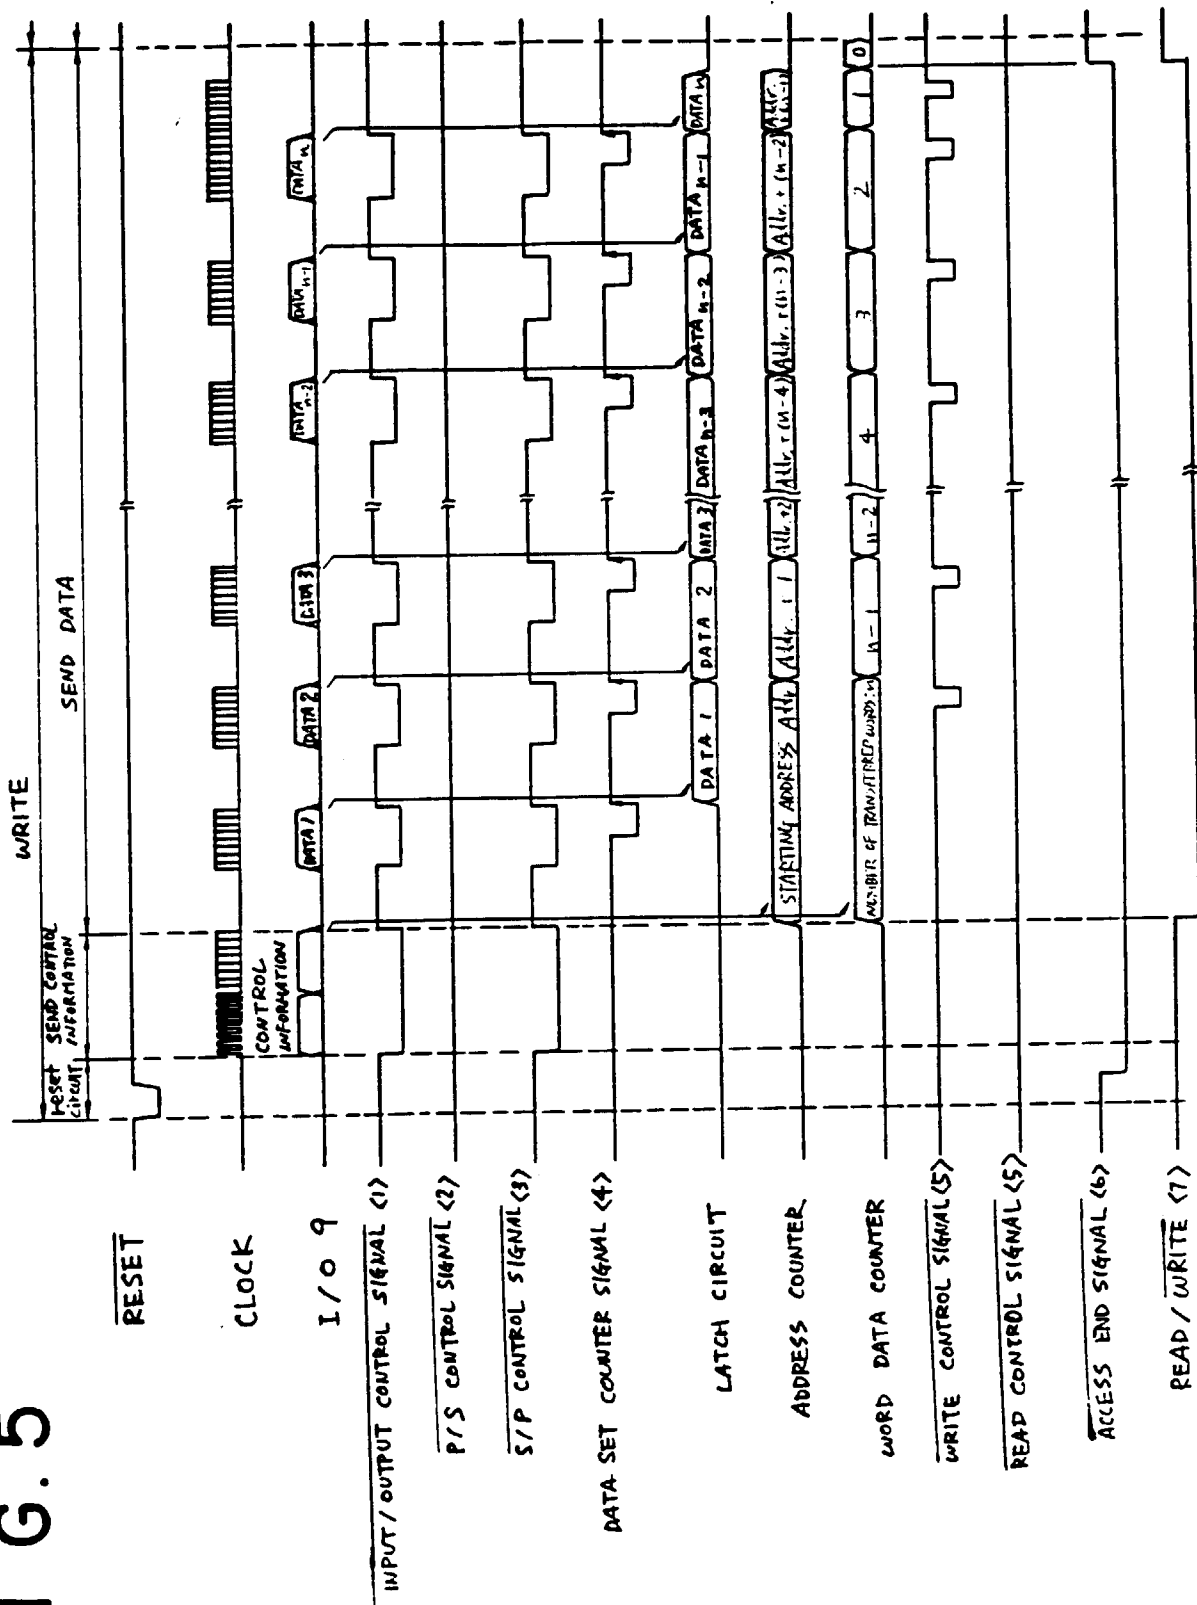 I G. 5
WRITE
reset circuit
SEND CONTROL INFORMATION
SEND DATA
RESET
CLOCK
CONTROL INFORMATION
I/O 9
DATA 1
DATA 2
DATA 3
DATA n-2
DATA n-1
DATA n
INPUT/OUTPUT CONTROL SIGNAL <1>
P/S CONTROL SIGNAL <2>
S/P CONTROL SIGNAL <3>
DATA SET COUNTER SIGNAL <4>
LATCH CIRCUIT
DATA 1
DATA 2
DATA 3
DATA n-3
DATA n-2
DATA n-1
DATA n
ADDRESS COUNTER
STARTING ADDRESS Addr
Addr. + 1
Addr. +2
Addr. + (n-4)
Addr. + (n-3)
Addr. + (n-2)
Addr. + (n-1)
WORD DATA COUNTER
NUMBER OF TRANSFERRED WORDS: n
n-1
n-2
4
3
2
1
0
WRITE CONTROL SIGNAL <5>
READ CONTROL SIGNAL <5>
ACCESS END SIGNAL <6>
READ/WRITE <7>